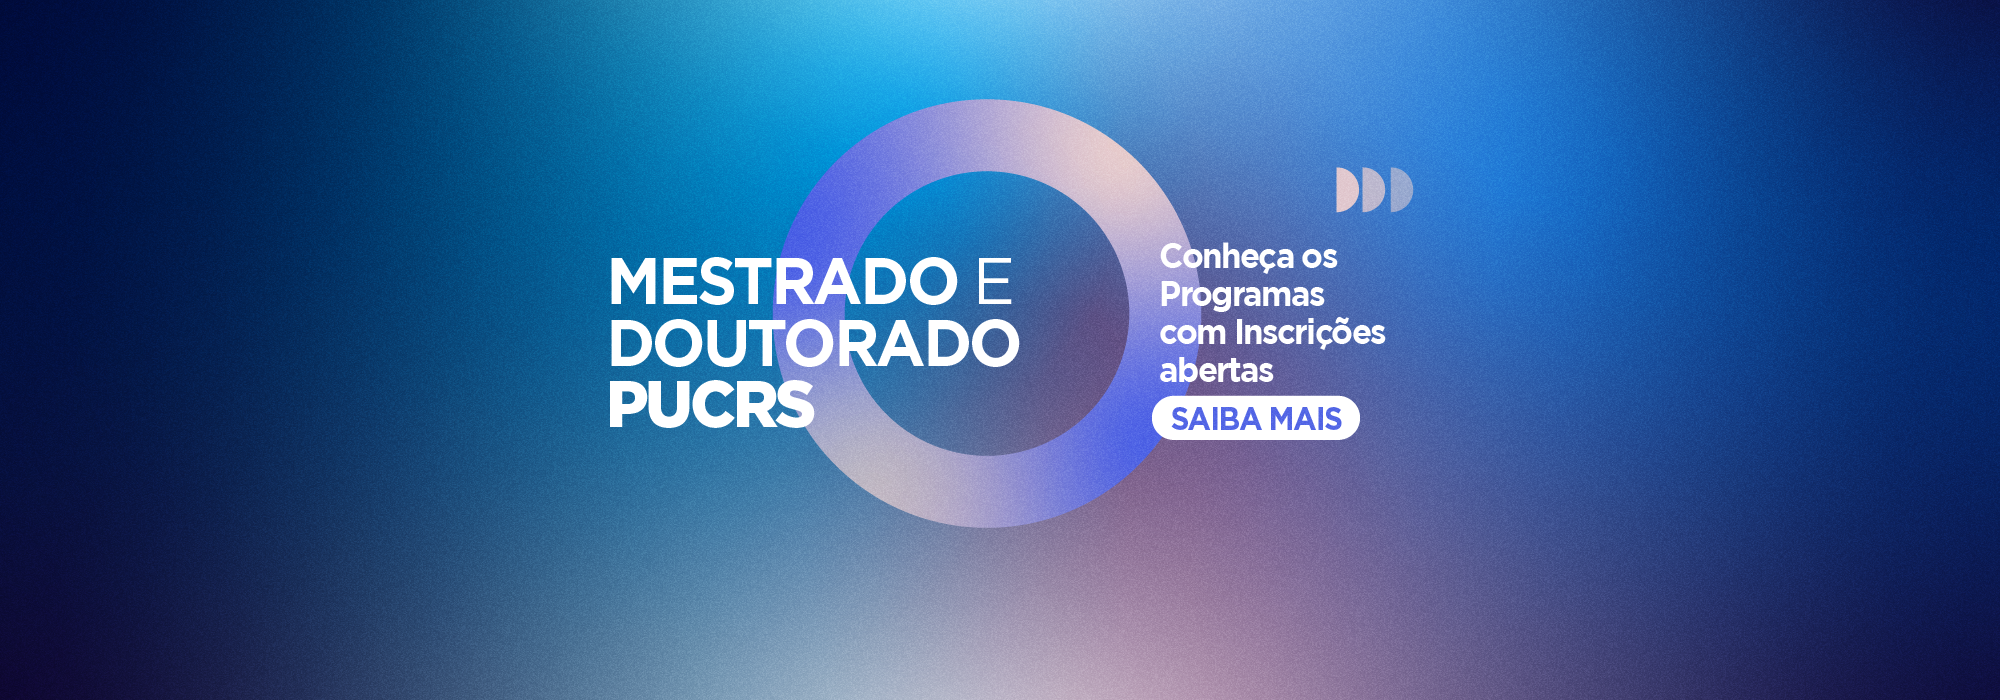 MESTRADO E
DOUTORADO
PUCRS
Conheça os
Programas
com Inscrições
abertas
SAIBA MAIS